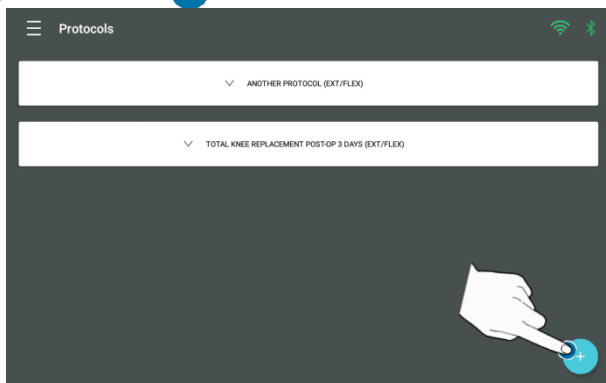 Protocols
ANOTHER PROTOCOL (EXT/FLEX)
TOTAL KNEE REPLACEMENT POST-OP 3 DAYS (EXT/FLEX)
+